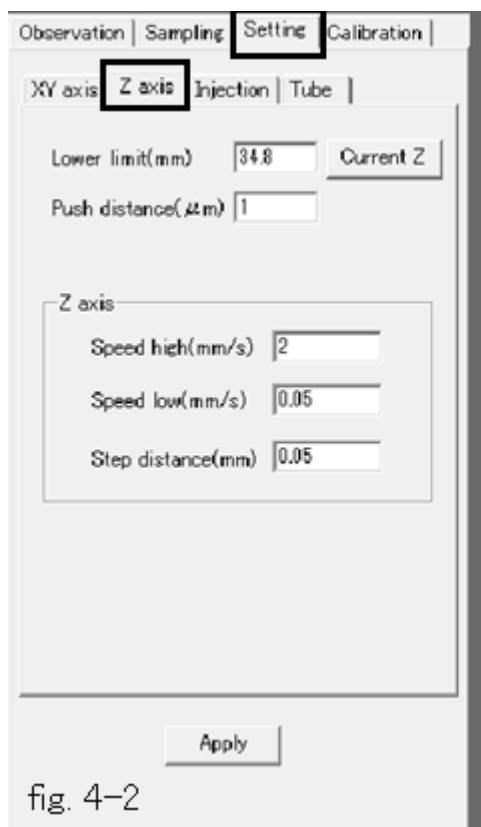 Observation Sampling Setting Calibration
XY axis Z axis Injection Tube
Lower limit(mm) 34.8 Current Z
Push distance(μm) 1
Z axis
Speed high(mm/s) 2
Speed low(mm/s) 0.05
Step distance(mm) 0.05
Apply
fig. 4-2